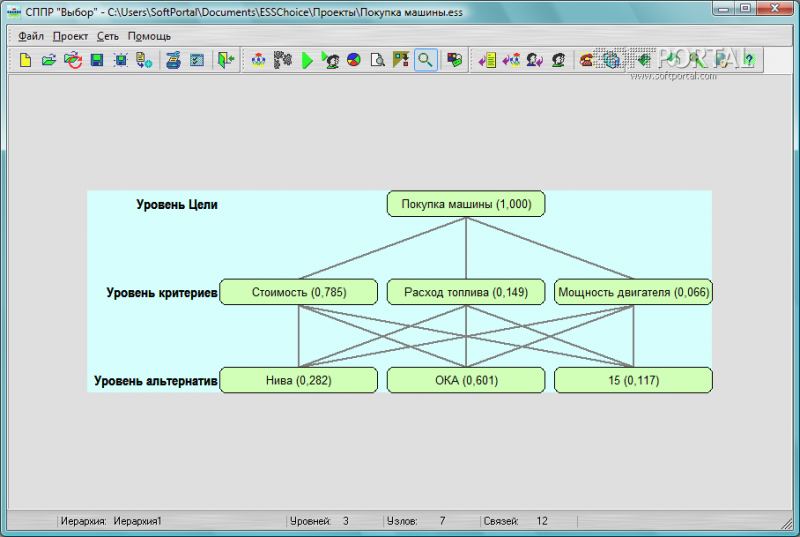 СППР "Выбор" - C:\Users\SoftPortal\Documents\ESSChoice\Проекты\Покупка машины.ess
Файл Проект Сеть Помощь
PORTAL
www.softportal.com
Уровень Цели Покупка машины (1,000)
Уровень критериев Стоимость (0,785) Расход топлива (0,149) Мощность двигателя (0,066)
Уровень альтернатив Нива (0,282) ОКА (0,601) 15 (0,117)
Иерархия: Иерархия1 Уровней: 3 Узлов: 7 Связей: 12